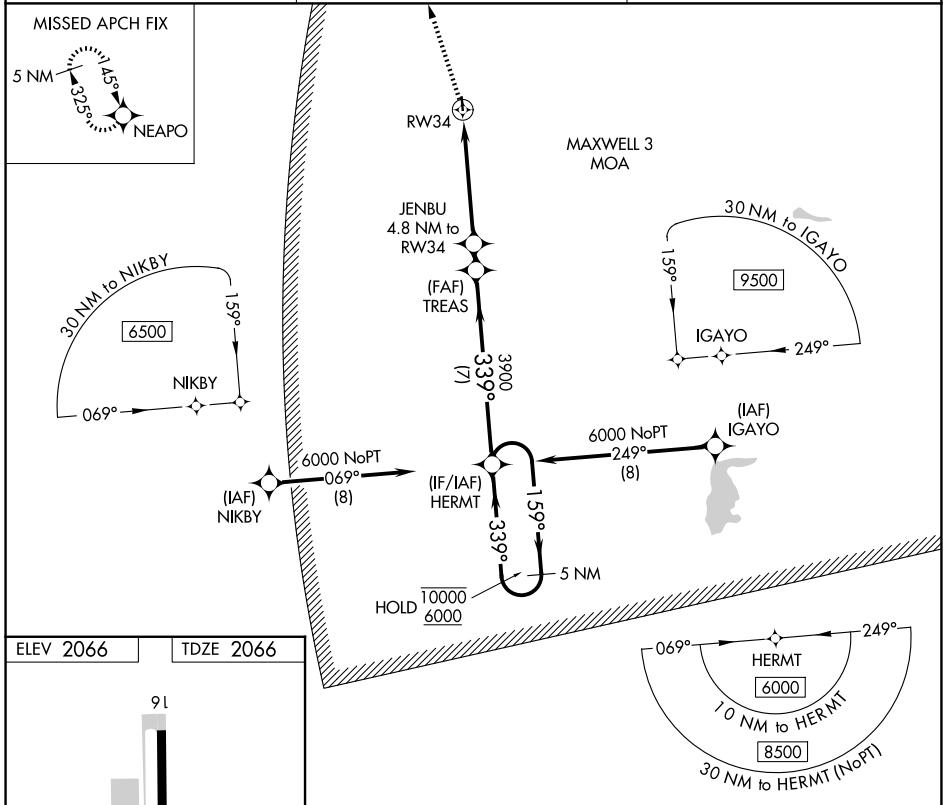 MISSED APCH FIX
5 NM
145°
325°
NEAPO
RW34
MAXWELL 3
MOA
JENBU
4.8 NM to
RW34
(FAF)
TREAS
30 NM to NIKBY
6500
159°
NIKBY
069°
30 NM to IGAYO
159°
9500
IGAYO
249°
339°
(7)
3900
(IAF)
NIKBY
6000 NoPT
069°
(8)
(IF/IAF)
HERMT
6000 NoPT
249°
(8)
(IAF)
IGAYO
339°
159°
5 NM
HOLD
10000
6000
ELEV 2066
TDZE 2066
16
069°
249°
HERMT
6000
10 NM to HERMT
8500
30 NM to HERMT (NoPT)